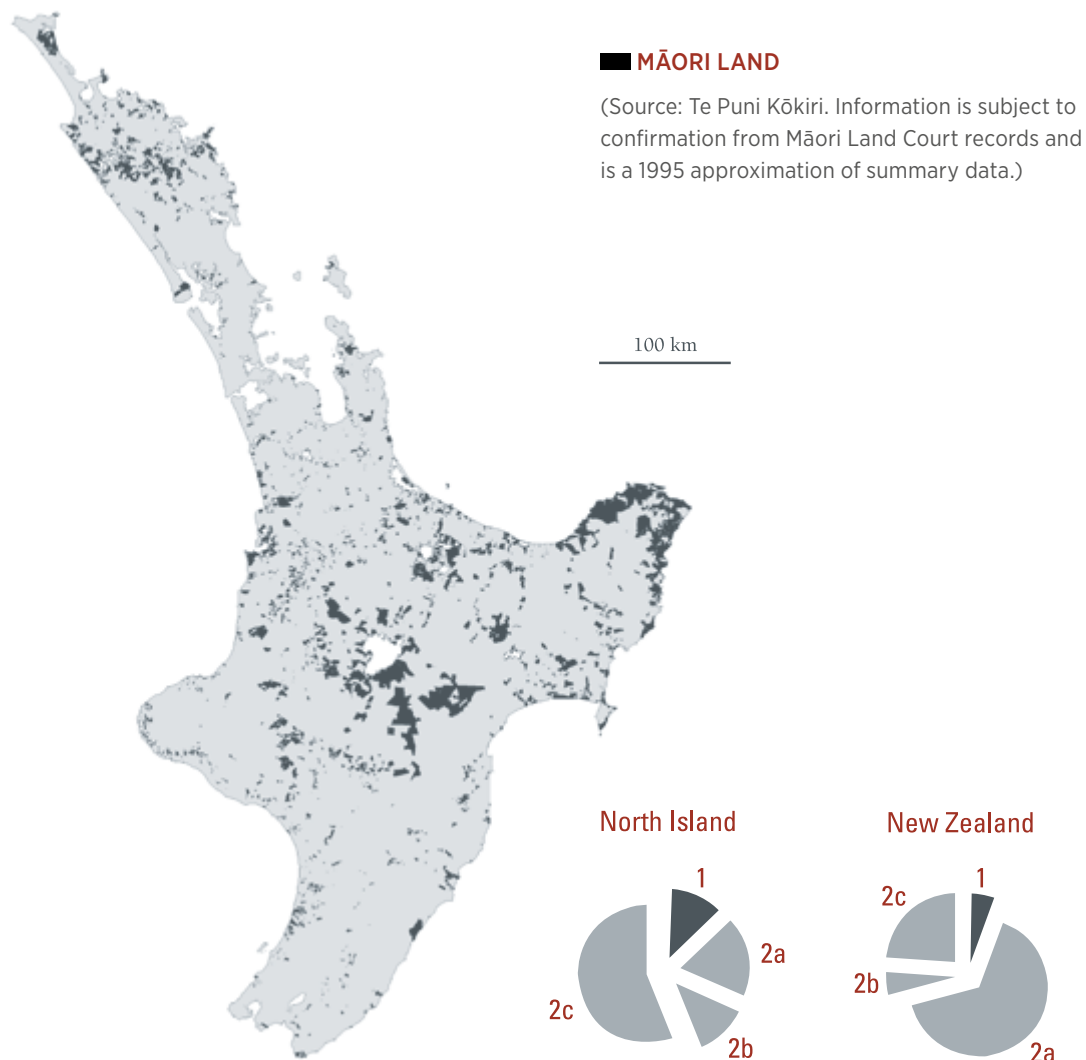 MĀORI LAND
(Source: Te Puni Kōkiri. Information is subject to
confirmation from Māori Land Court records and
is a 1995 approximation of summary data.)
100 km
North Island
1
2a
2b
2c
New Zealand
1
2a
2b
2c